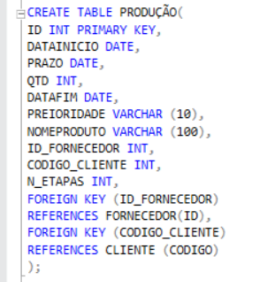 CREATE TABLE PRODUÇÃO(
ID INT PRIMARY KEY,
DATAINICIO DATE,
PRAZO DATE,
QTD INT,
DATAFIM DATE,
PREIORIDADE VARCHAR (10),
NOMEPRODUTO VARCHAR (100),
ID_FORNECEDOR INT,
CODIGO_CLIENTE INT,
N_ETAPAS INT,
FOREIGN KEY (ID_FORNECEDOR)
REFERENCES FORNECEDOR(ID),
FOREIGN KEY (CODIGO_CLIENTE)
REFERENCES CLIENTE (CODIGO)
);